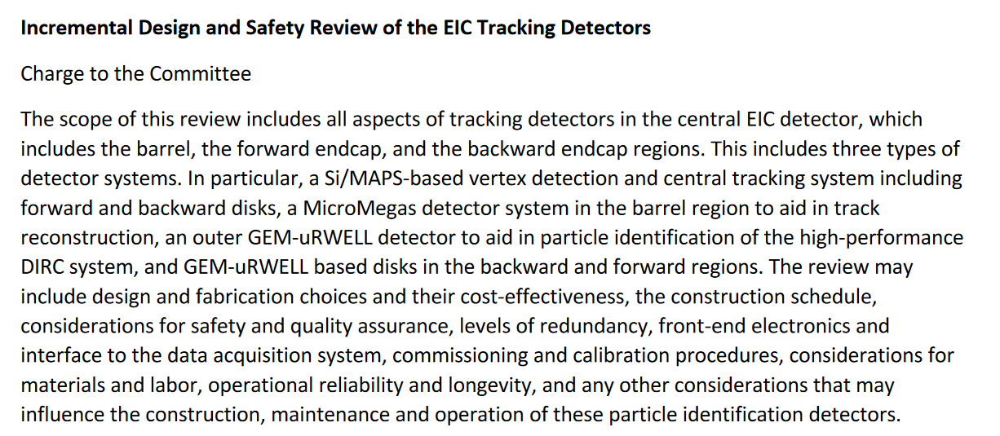 Incremental Design and Safety Review of the EIC Tracking Detectors
Charge to the Committee
The scope of this review includes all aspects of tracking detectors in the central EIC detector, which
includes the barrel, the forward endcap, and the backward endcap regions. This includes three types of
detector systems. In particular, a Si/MAPS-based vertex detection and central tracking system including
forward and backward disks, a MicroMegas detector system in the barrel region to aid in track
reconstruction, an outer GEM-uRWELL detector to aid in particle identification of the high-performance
DIRC system, and GEM-uRWELL based disks in the backward and forward regions. The review may
include design and fabrication choices and their cost-effectiveness, the construction schedule,
considerations for safety and quality assurance, levels of redundancy, front-end electronics and
interface to the data acquisition system, commissioning and calibration procedures, considerations for
materials and labor, operational reliability and longevity, and any other considerations that may
influence the construction, maintenance and operation of these particle identification detectors.